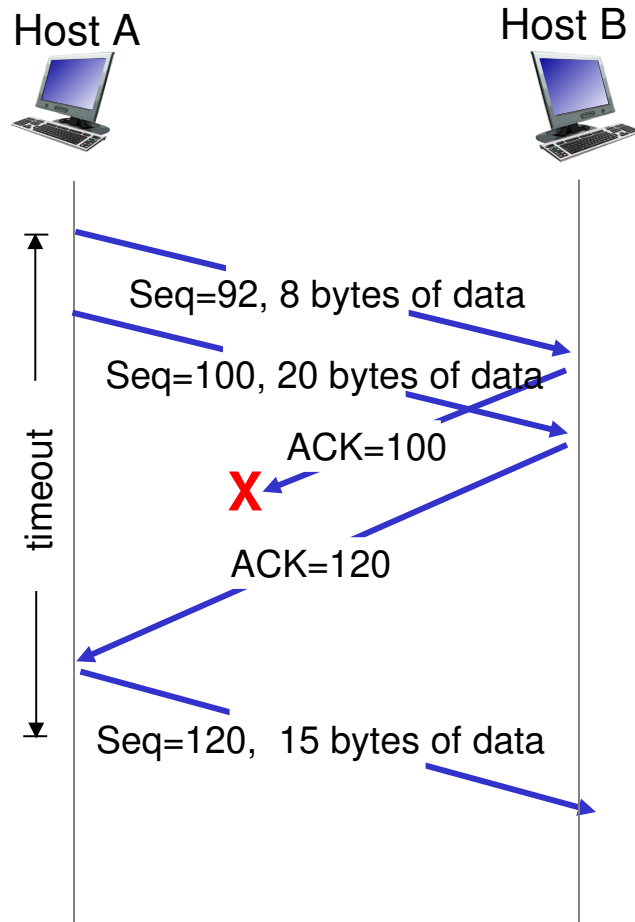 Host A
Host B
Seq=92, 8 bytes of data
Seq=100, 20 bytes of data
ACK=100
X
timeout
ACK=120
Seq=120, 15 bytes of data